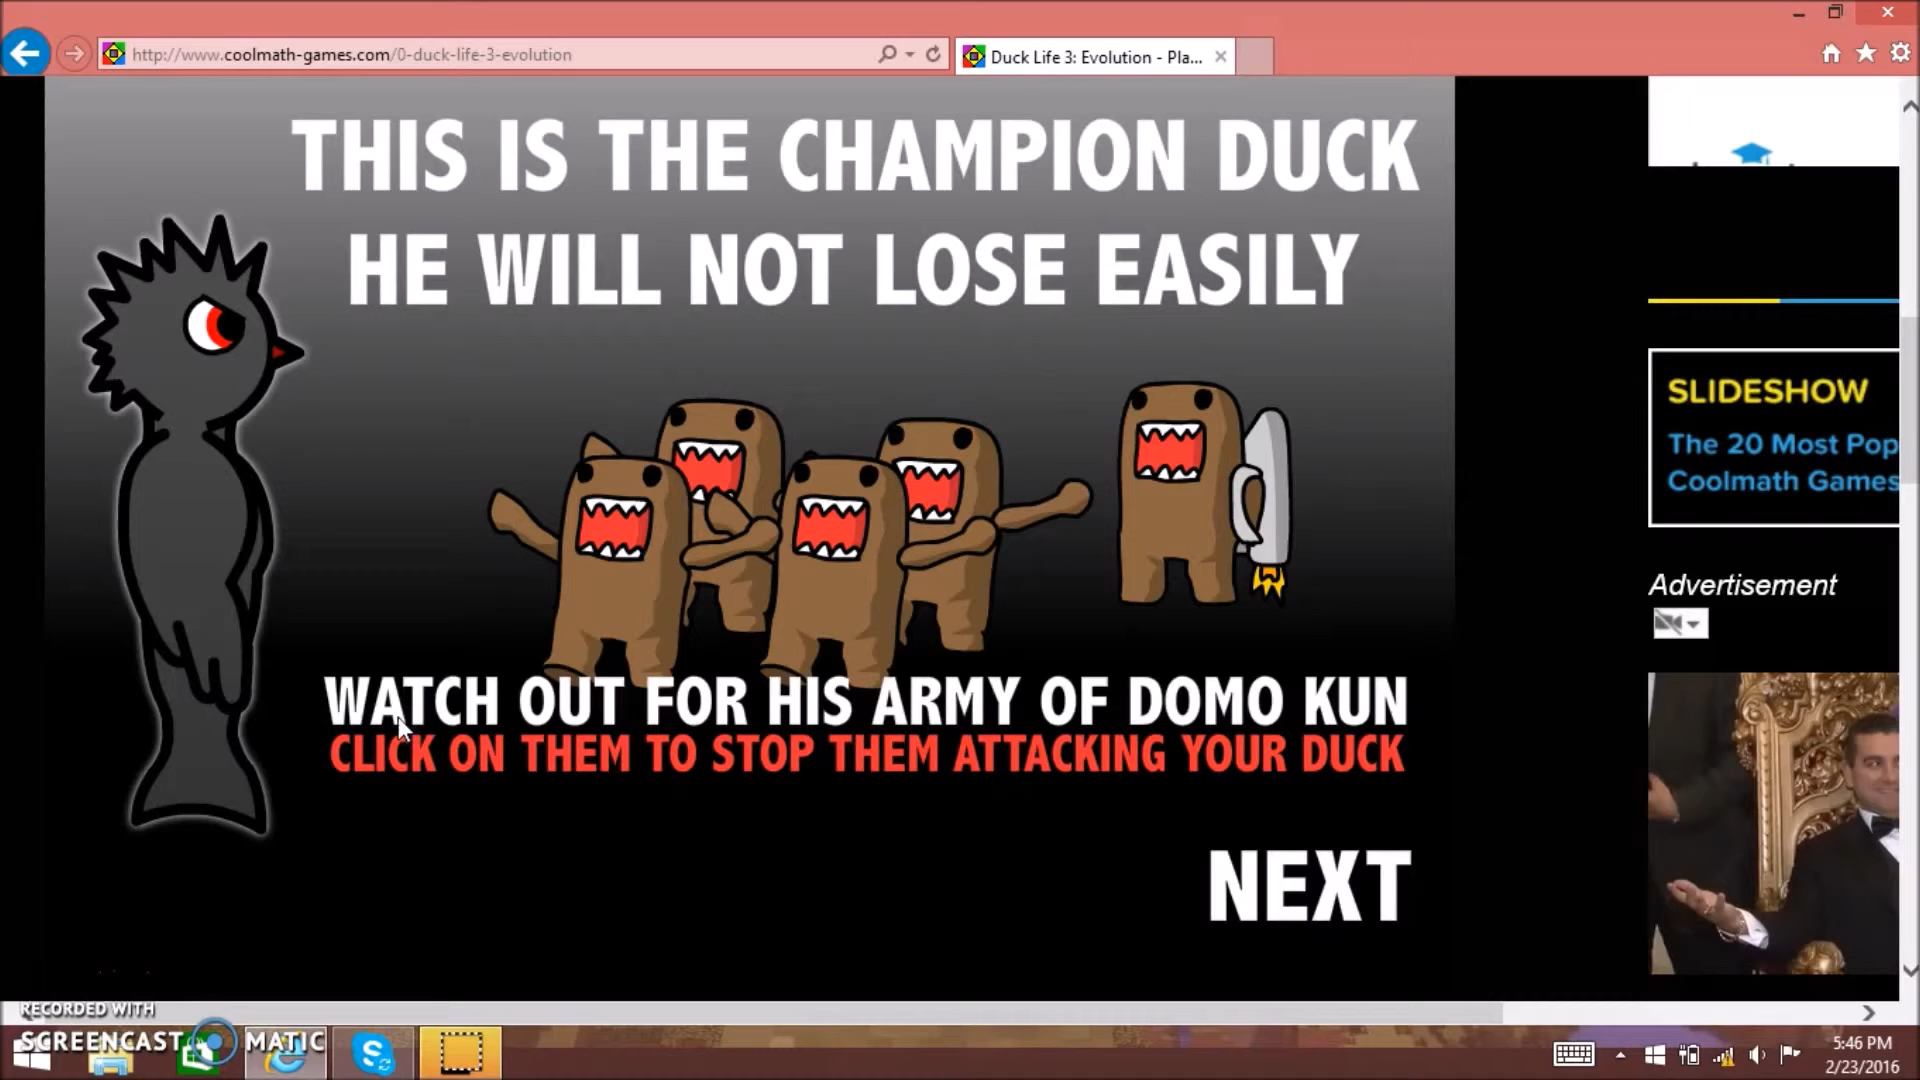 http://www.coolmath-games.com/0-duck-life-3-evolution
Duck Life 3: Evolution - Pla...
THIS IS THE CHAMPION DUCK
HE WILL NOT LOSE EASILY
SLIDESHOW
The 20 Most Pop
Coolmath Games
Advertisement
WATCH OUT FOR HIS ARMY OF DOMO KUN
CLICK ON THEM TO STOP THEM ATTACKING YOUR DUCK
NEXT
RECORDED WITH
SCREENCAST MATIC
5:46 PM
2/23/2016